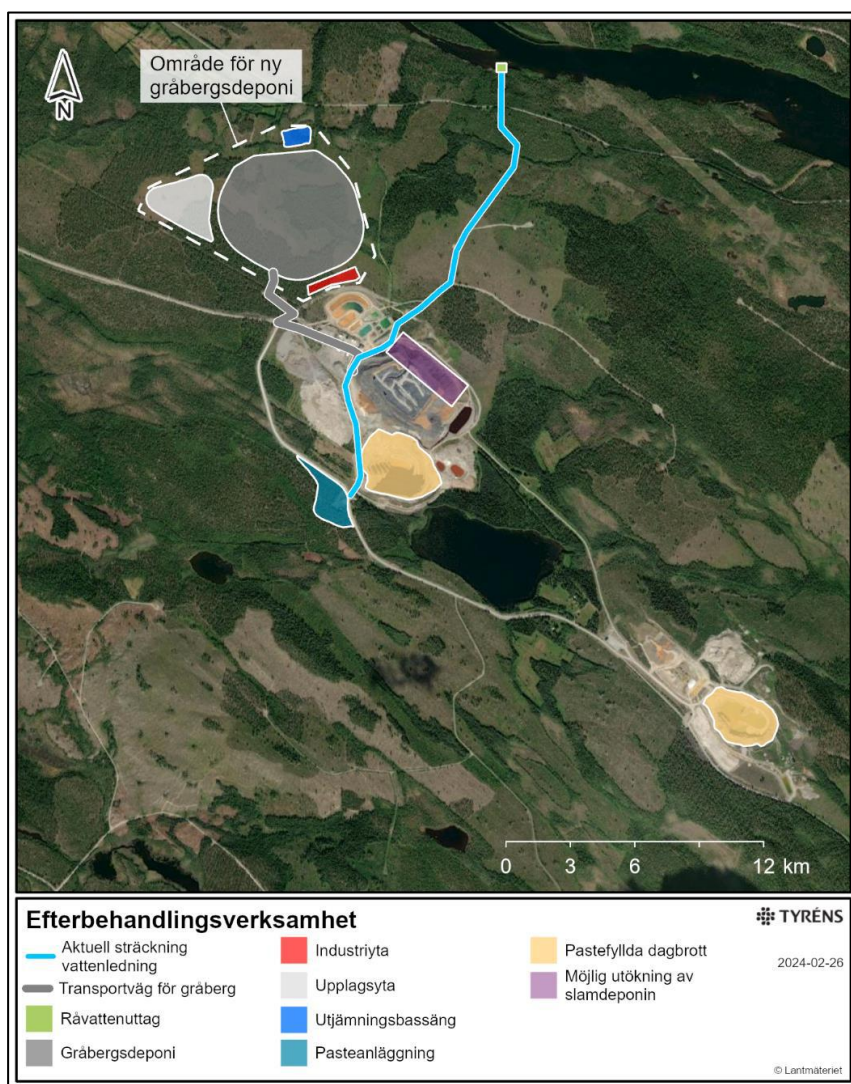 Område för ny
gråbergsdeponi
N
0 3 6 12 km
Efterbehandlingsverksamhet
TYRÉNS
2024-02-26
Aktuell sträckning
vattenledning
Transportväg för gråberg
Råvattenuttag
Gråbergsdeponi
Industriyta
Upplagsyta
Utjämningsbassäng
Pasteanläggning
Pastefyllda dagbrott
Möjlig utökning av
slamdeponin
© Lantmäteriet